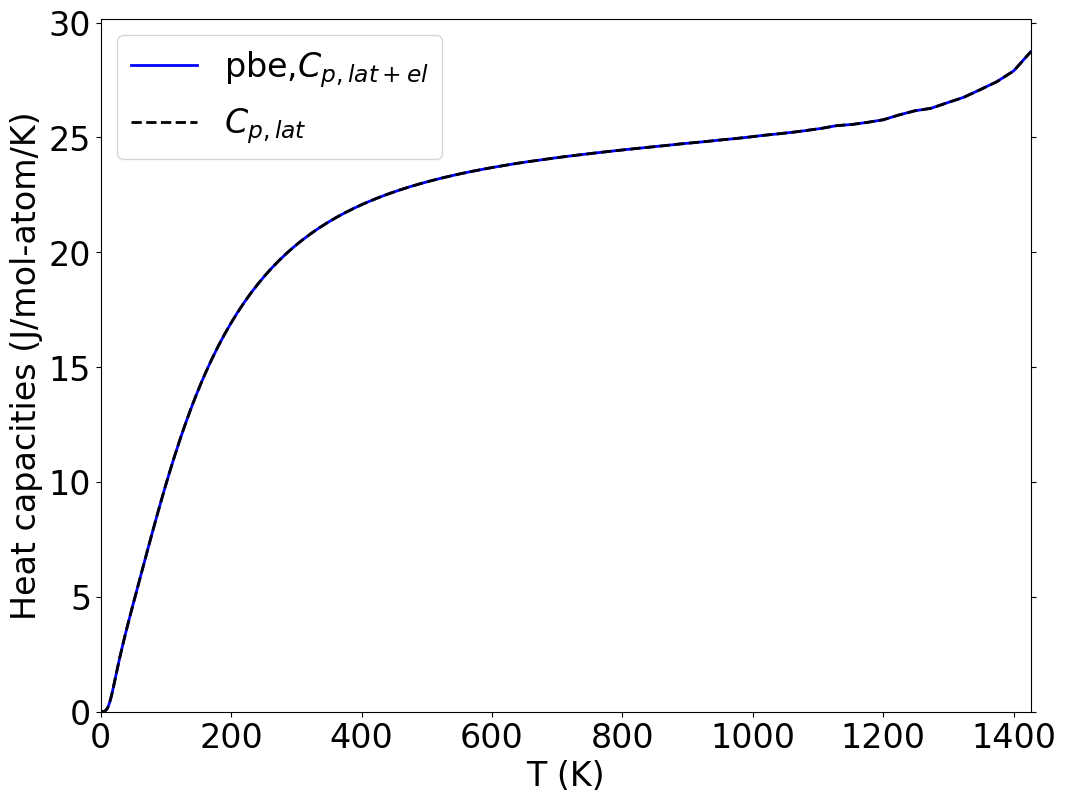 30
25
20
15
10
5
0
Heat capacities (J/mol-atom/K)
pbe,C_{p, lat + el}
C_{p, lat}
0 200 400 600 800 1000 1200 1400
T (K)